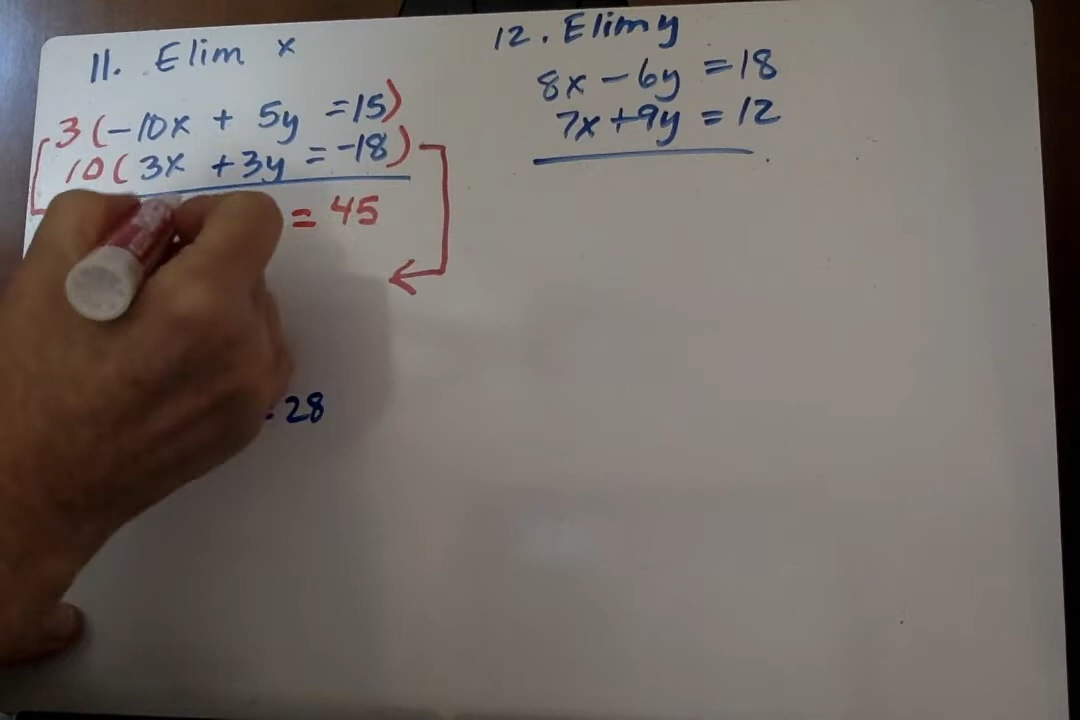 11. Elim x
3(-10x + 5y = 15)
10(3x + 3y = -18)
= 45
28
12. Elim y
8x - 6y = 18
7x + 9y = 12